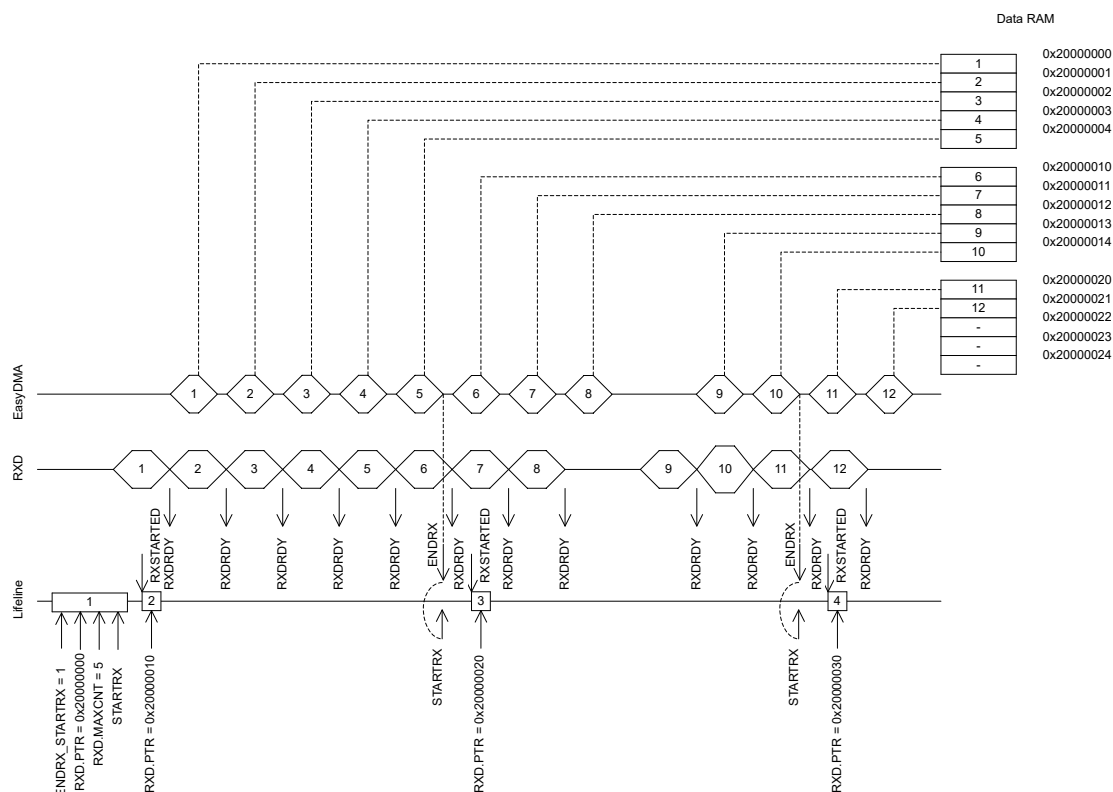 Data RAM
1 0x20000000
2 0x20000001
3 0x20000002
4 0x20000003
5 0x20000004
6 0x20000010
7 0x20000011
8 0x20000012
9 0x20000013
10 0x20000014
11 0x20000020
12 0x20000021
- 0x20000022
- 0x20000023
- 0x20000024
EasyDMA
1 2 3 4 5 6 7 8 9 10 11 12
RXD
1 2 3 4 5 6 7 8 9 10 11 12
RXSTARTED
RXDRDY
RXDRDY
RXDRDY
RXDRDY
RXDRDY
ENDRX
RXDRDY
RXSTARTED
RXDRDY
RXDRDY
RXDRDY
RXDRDY
ENDRX
RXDRDY
RXSTARTED
RXDRDY
Lifeline
1 2 3 4
ENDRX_STARTRX = 1
RXD.PTR = 0x20000000
RXD.MAXCNT = 5
STARTRX
RXD.PTR = 0x20000010
STARTRX
RXD.PTR = 0x20000020
STARTRX
RXD.PTR = 0x20000030